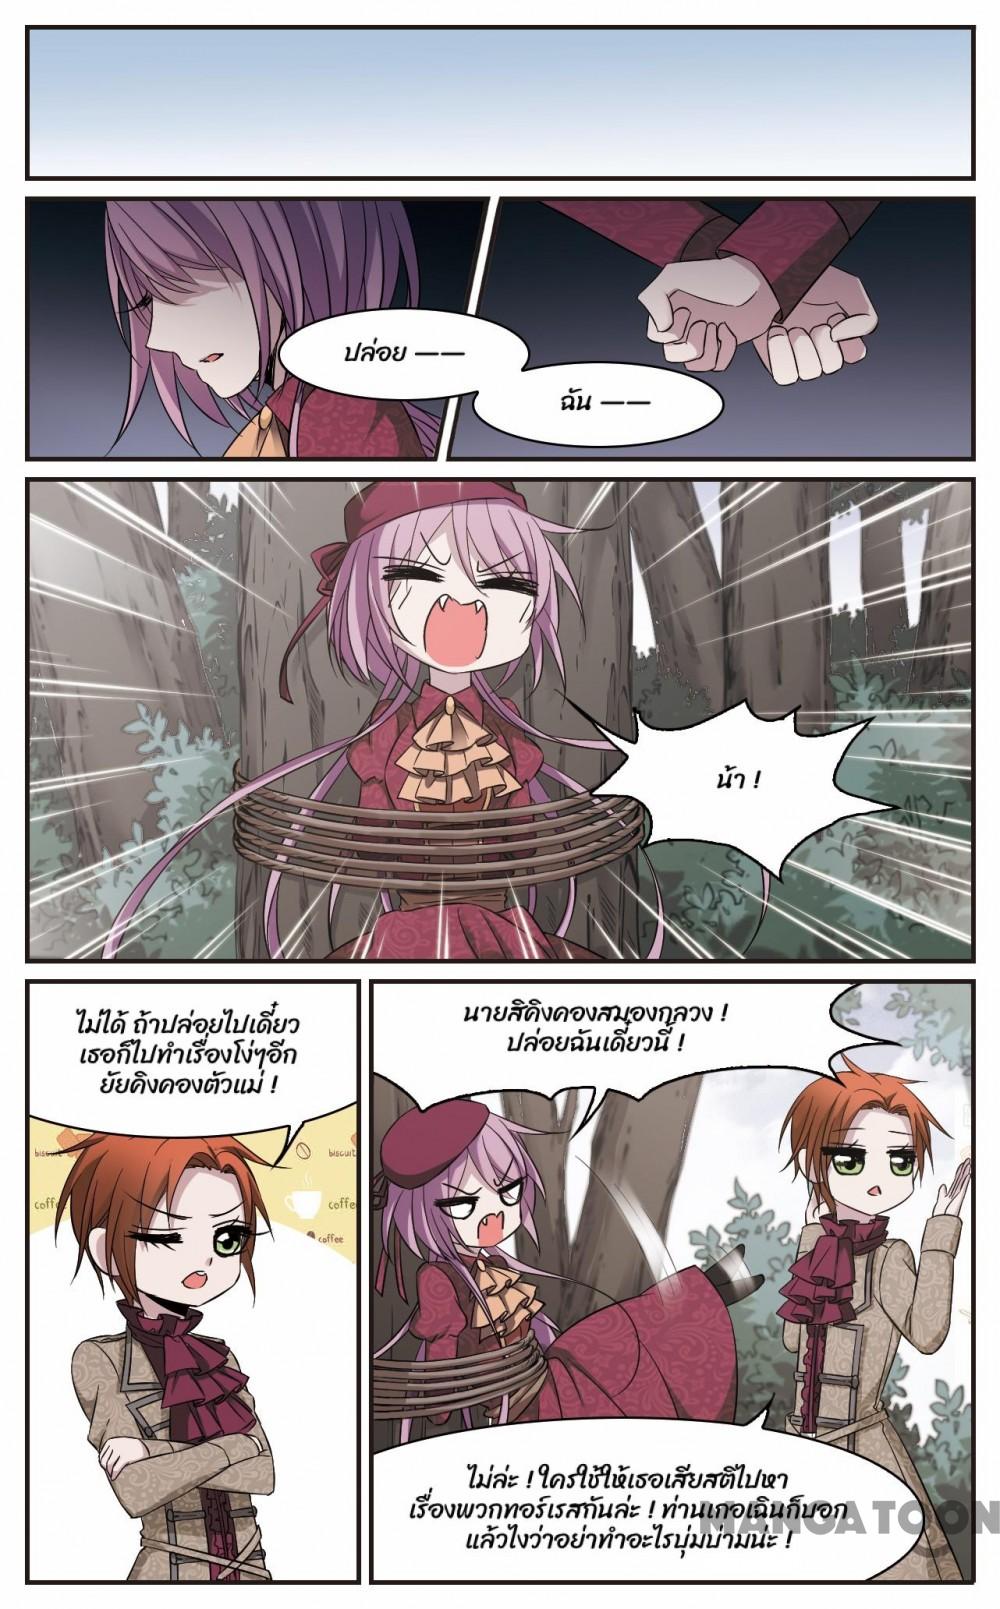 ปล่อย ——
ฉัน ——
น้า !
ไม่ได้ ถ้าปล่อยไปเดี๋ยว
เธอก็ไปทำเรื่องโง่ๆอีก
ยัยคิงคองตัวแม่ !
biscuit
biscuit
coffee
coffee
coffee
นายสิคิงคองสมองกลวง !
ปล่อยฉันเดี๋ยวนี้ !
ไม่ล่ะ ! ใครใช้ให้เธอเสียสติไปหา
เรื่องพวกทอร์เรสกันล่ะ ! ท่านเกอเฉินก็บอก
แล้วไงว่าอย่าทำอะไรบุ่มบ่ามน่ะ !
MANGA TOON